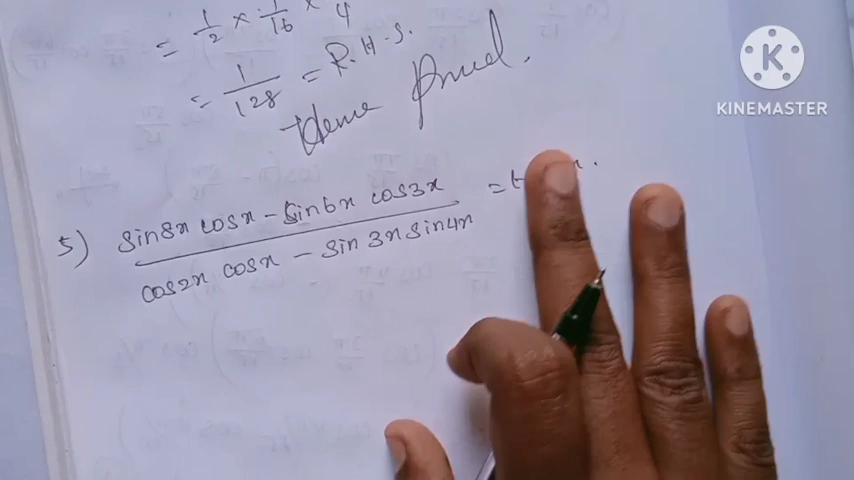 = 1/2 × 1/16 × 4
= 1/128 = R.H.S.
Hence Proved.
5) sin8x cosx - sin6x cos3x / cos2x cosx - sin3x sin4x =
KINEMASTER